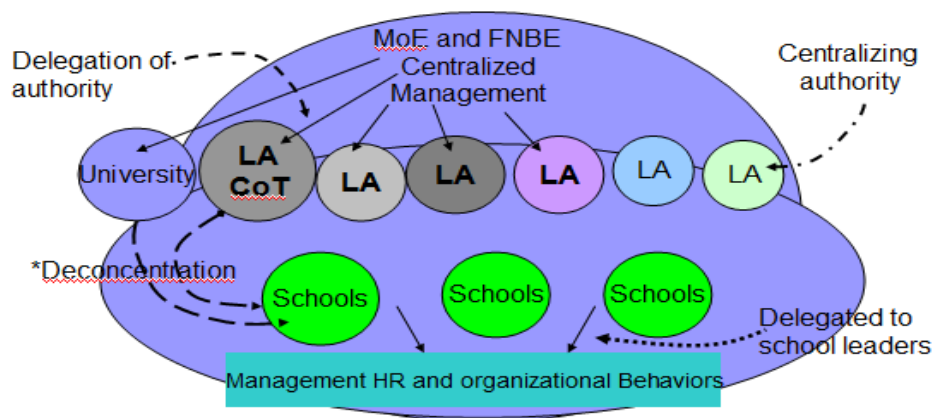 MoE and FNBE
Centralized
Management
Delegation of
authority
Centralizing
authority
University
LA
CoT
LA
LA
LA
LA
LA
*Deconcentration
Schools
Schools
Schools
Delegated to
school leaders
Management HR and organizational Behaviors